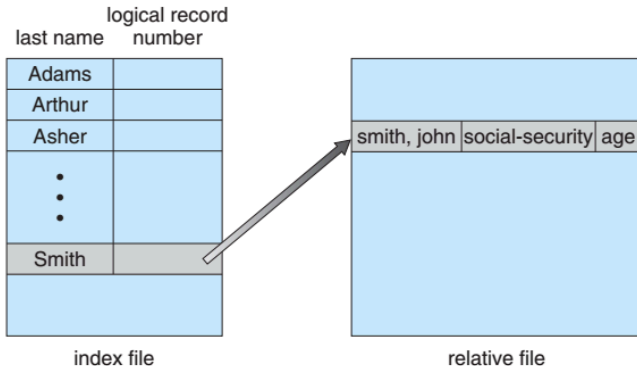 logical record
last name number
Adams
Arthur
Asher
Smith
smith, john social-security age
index file relative file